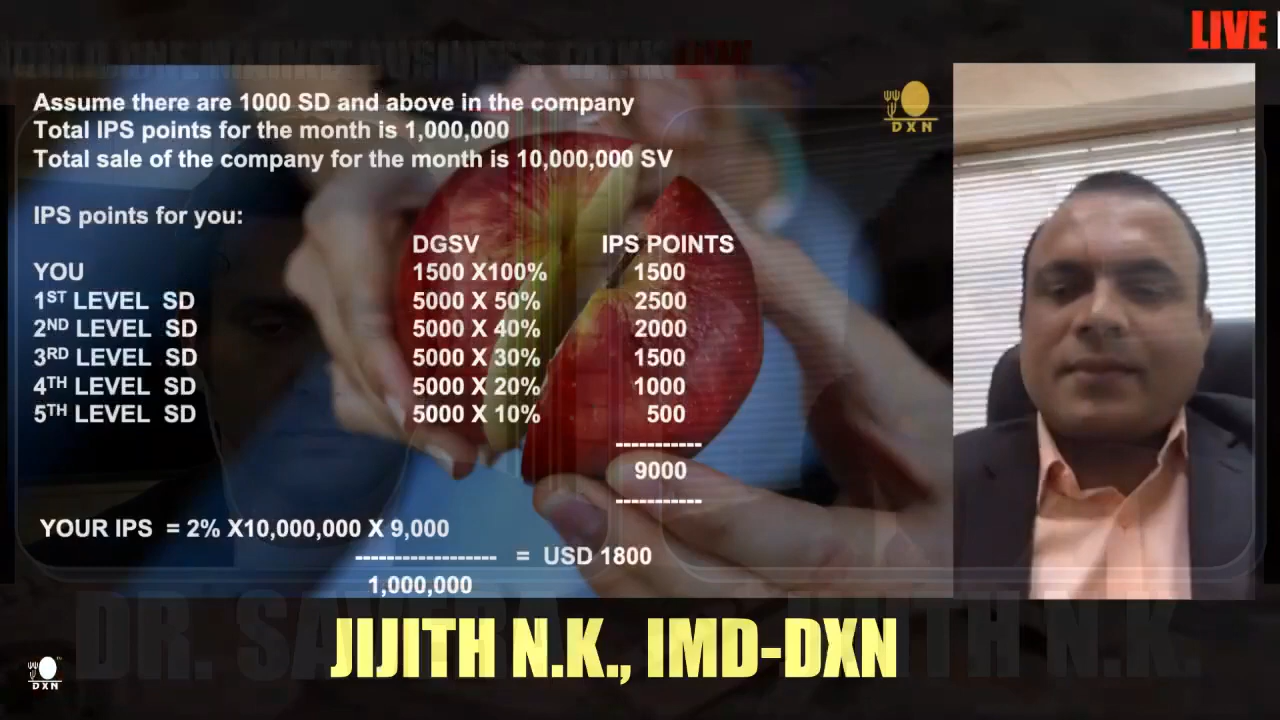 LIVE
Assume there are 1000 SD and above in the company
Total IPS points for the month is 1,000,000
Total sale of the company for the month is 10,000,000 SV
DXN
IPS points for you:
DGSV IPS POINTS
YOU 1500 X100% 1500
1ST LEVEL SD 5000 X 50% 2500
2ND LEVEL SD 5000 X 40% 2000
3RD LEVEL SD 5000 X 30% 1500
4TH LEVEL SD 5000 X 20% 1000
5TH LEVEL SD 5000 X 10% 500
-----------
9000
-----------
YOUR IPS = 2% X10,000,000 X 9,000
------------------ = USD 1800
1,000,000
JIJITH N.K., IMD-DXN
DXN